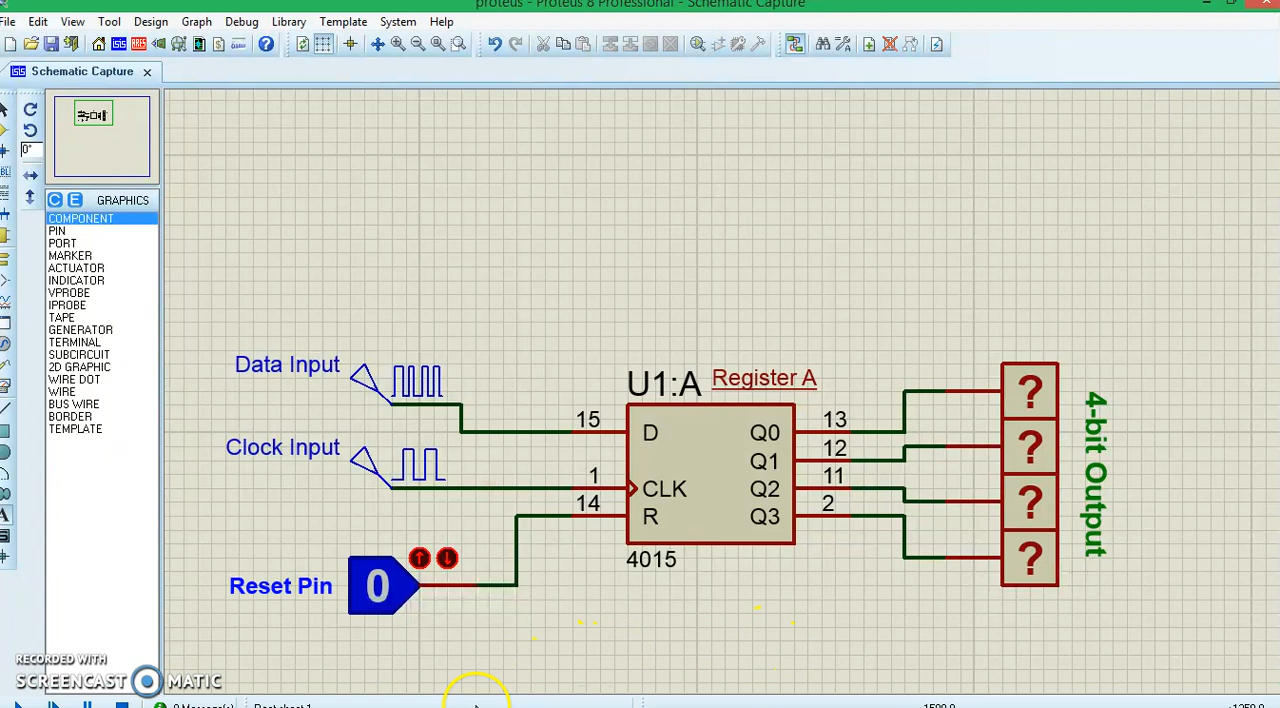 proteus - Proteus 8 Professional - Schematic Capture
File Edit View Tool Design Graph Debug Library Template System Help
Schematic Capture
0°
C E GRAPHICS
COMPONENT
PIN
PORT
MARKER
ACTUATOR
INDICATOR
VPROBE
IPROBE
TAPE
GENERATOR
TERMINAL
SUBCIRCUIT
2D GRAPHIC
WIRE DOT
WIRE
BUS WIRE
BORDER
TEMPLATE
Data Input
Clock Input
Reset Pin
0
U1:A
Register A
15
1
14
D
CLK
R
Q0
Q1
Q2
Q3
13
12
11
2
4015
?
?
?
?
4-bit Output
RECORDED WITH
SCREENCAST MATIC